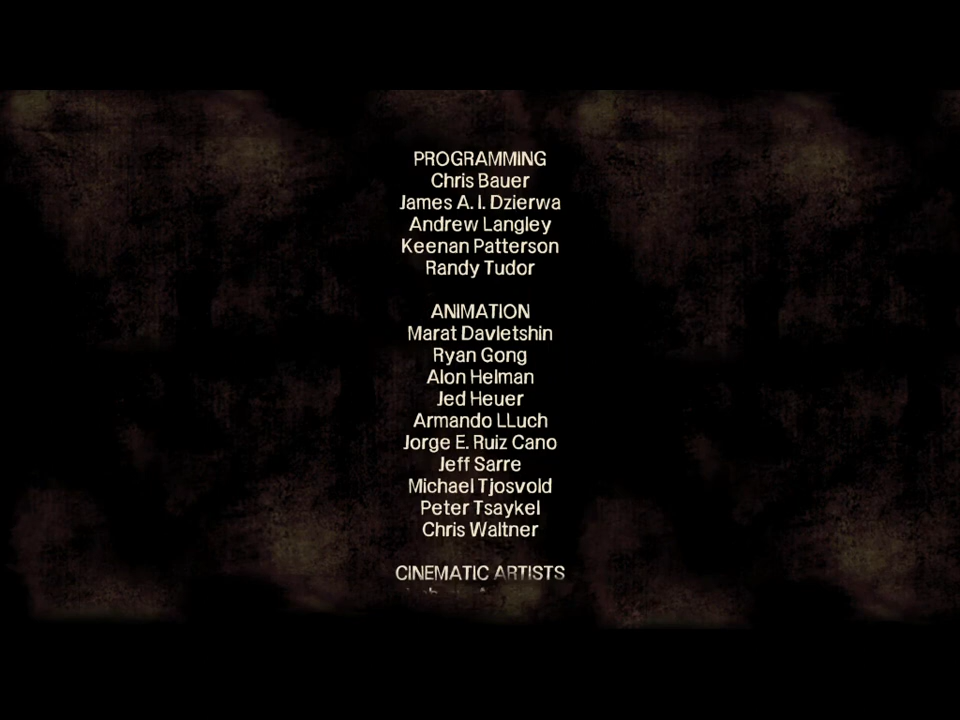 PROGRAMMING
Chris Bauer
James A. I. Dzierwa
Andrew Langley
Keenan Patterson
Randy Tudor
ANIMATION
Marat Davletshin
Ryan Gong
Alon Helman
Jed Heuer
Armando LLuch
Jorge E. Ruiz Cano
Jeff Sarre
Michael Tjosvold
Peter Tsaykel
Chris Waltner
CINEMATIC ARTISTS